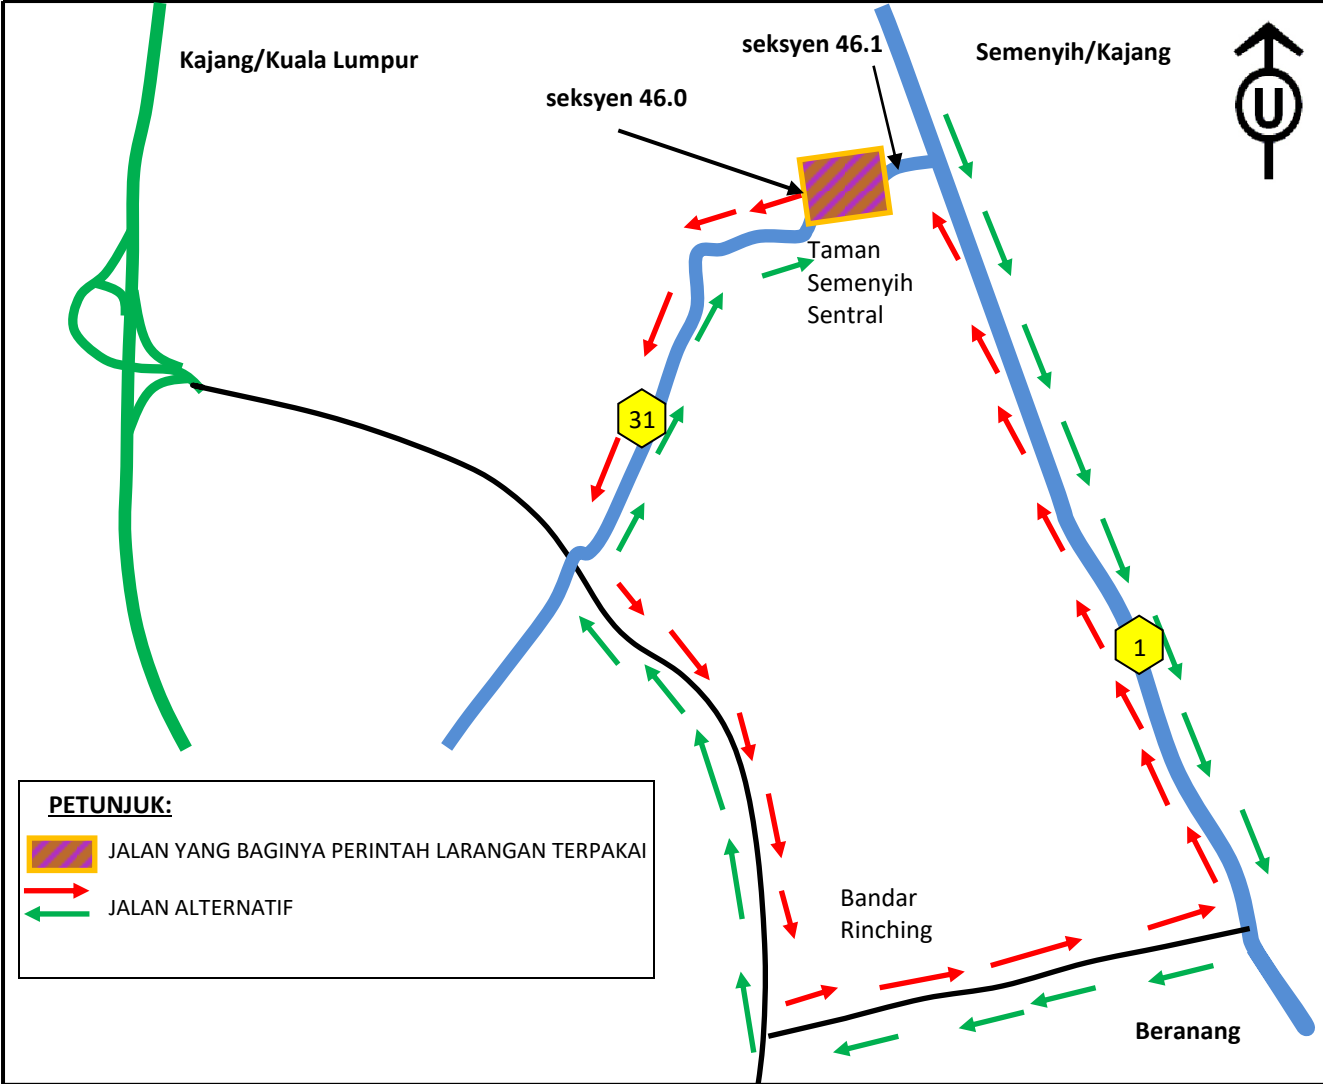 seksyen 46.1
Kajang/Kuala Lumpur
Semenyih/Kajang
seksyen 46.0
U
Taman
Semenyih
Sentral
31
1
PETUNJUK:
JALAN YANG BAGINYA PERINTAH LARANGAN TERPAKAI
JALAN ALTERNATIF
Bandar
Rinching
Beranang